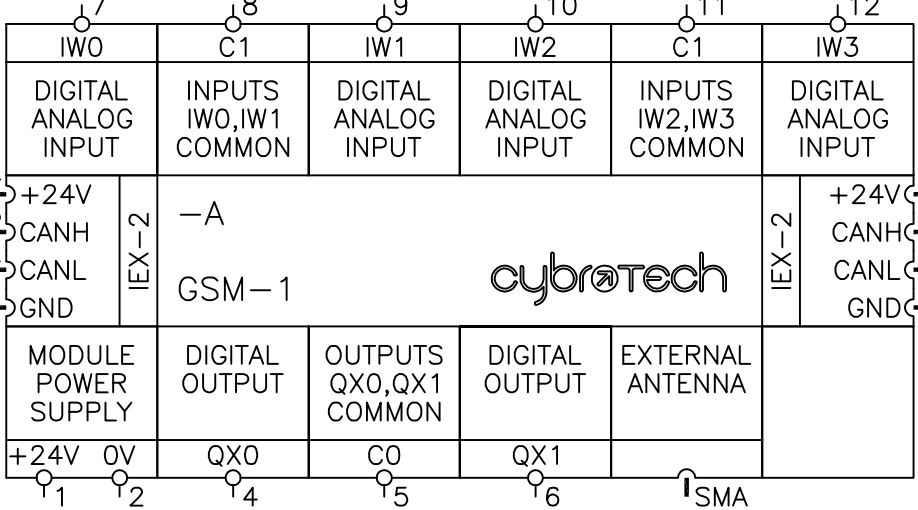 7 8 9 10 11 12
IW0 C1 IW1 IW2 C1 IW3
DIGITAL
ANALOG
INPUT
INPUTS
IW0,IW1
COMMON
DIGITAL
ANALOG
INPUT
DIGITAL
ANALOG
INPUT
INPUTS
IW2,IW3
COMMON
DIGITAL
ANALOG
INPUT
+24V
CANH
CANL
GND
IEX-2
-A
GSM-1
cybrotech
IEX-2
+24V
CANH
CANL
GND
MODULE
POWER
SUPPLY
DIGITAL
OUTPUT
OUTPUTS
QX0,QX1
COMMON
DIGITAL
OUTPUT
EXTERNAL
ANTENNA
+24V 0V QX0 C0 QX1
1 2 4 5 6 SMA